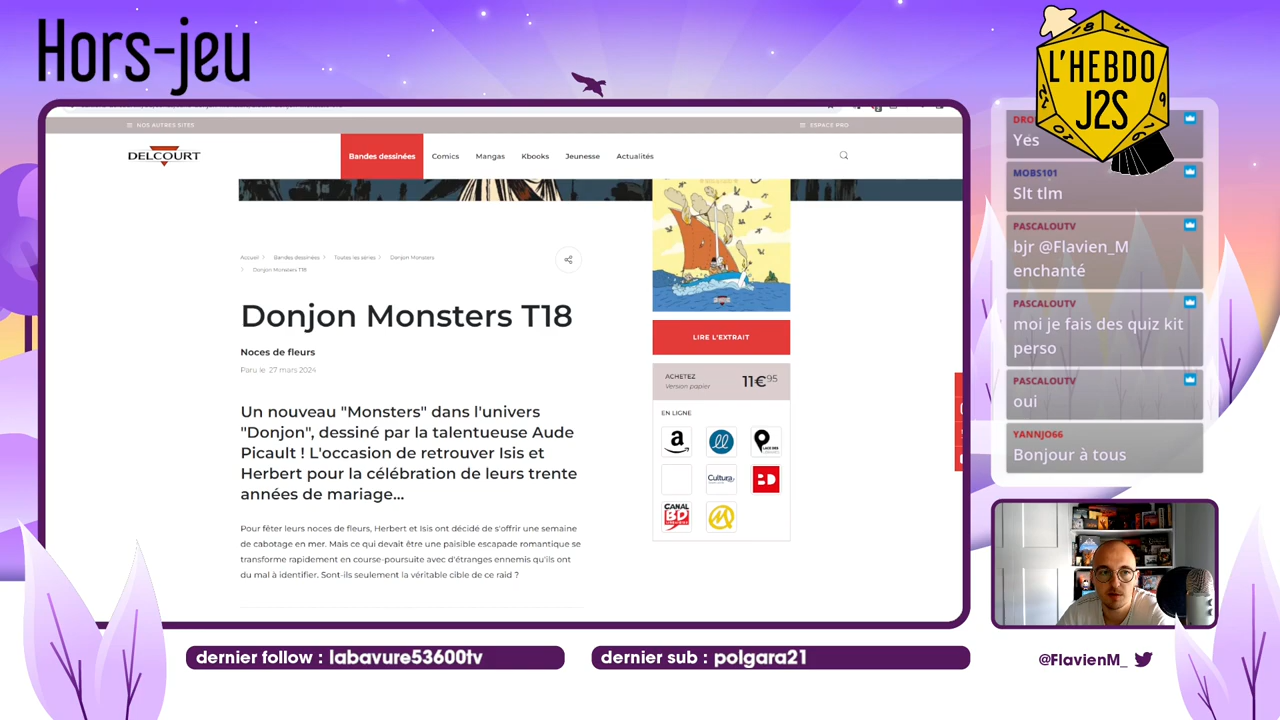 Hors-jeu
L'HEBDO
J2S
NOS AUTRES SITES
ESPACE PRO
DELCOURT
Bandes dessinées
Comics
Mangas
Kbooks
Jeunesse
Actualités
Accueil
Bandes dessinées
Toutes les series
Donjon Monsters
Donjon Monsters T18
Donjon Monsters T18
Noces de fleurs
Paru le 27 mars 2024
Un nouveau "Monsters" dans l'univers
"Donjon", dessiné par la talentueuse Aude
Picault ! L'occasion de retrouver Isis et
Herbert pour la célébration de leurs trente
années de mariage...
Pour fêter leurs noces de fleurs, Herbert et Isis ont décidé de s'offrir une semaine
de cabotage en mer. Mais ce qui devait être une paisible escapade romantique se
transforme rapidement en course-poursuite avec d'étranges ennemis qu'ils ont
du mal à identifier. Sont-ils seulement la véritable cible de ce raid ?
LIRE L'EXTRAIT
ACHETEZ
Version papier
11€95
EN LIGNE
Cultura
BD
CANAL
BD
Yes
MOBS101
Slt tlm
PASCALOUTV
bjr @Flavien_M
enchanté
PASCALOUTV
moi je fais des quiz kit
perso
PASCALOUTV
oui
YANNJO66
Bonjour à tous
dernier follow : labavure53600tv
dernier sub : polgara21
@FlavienM_